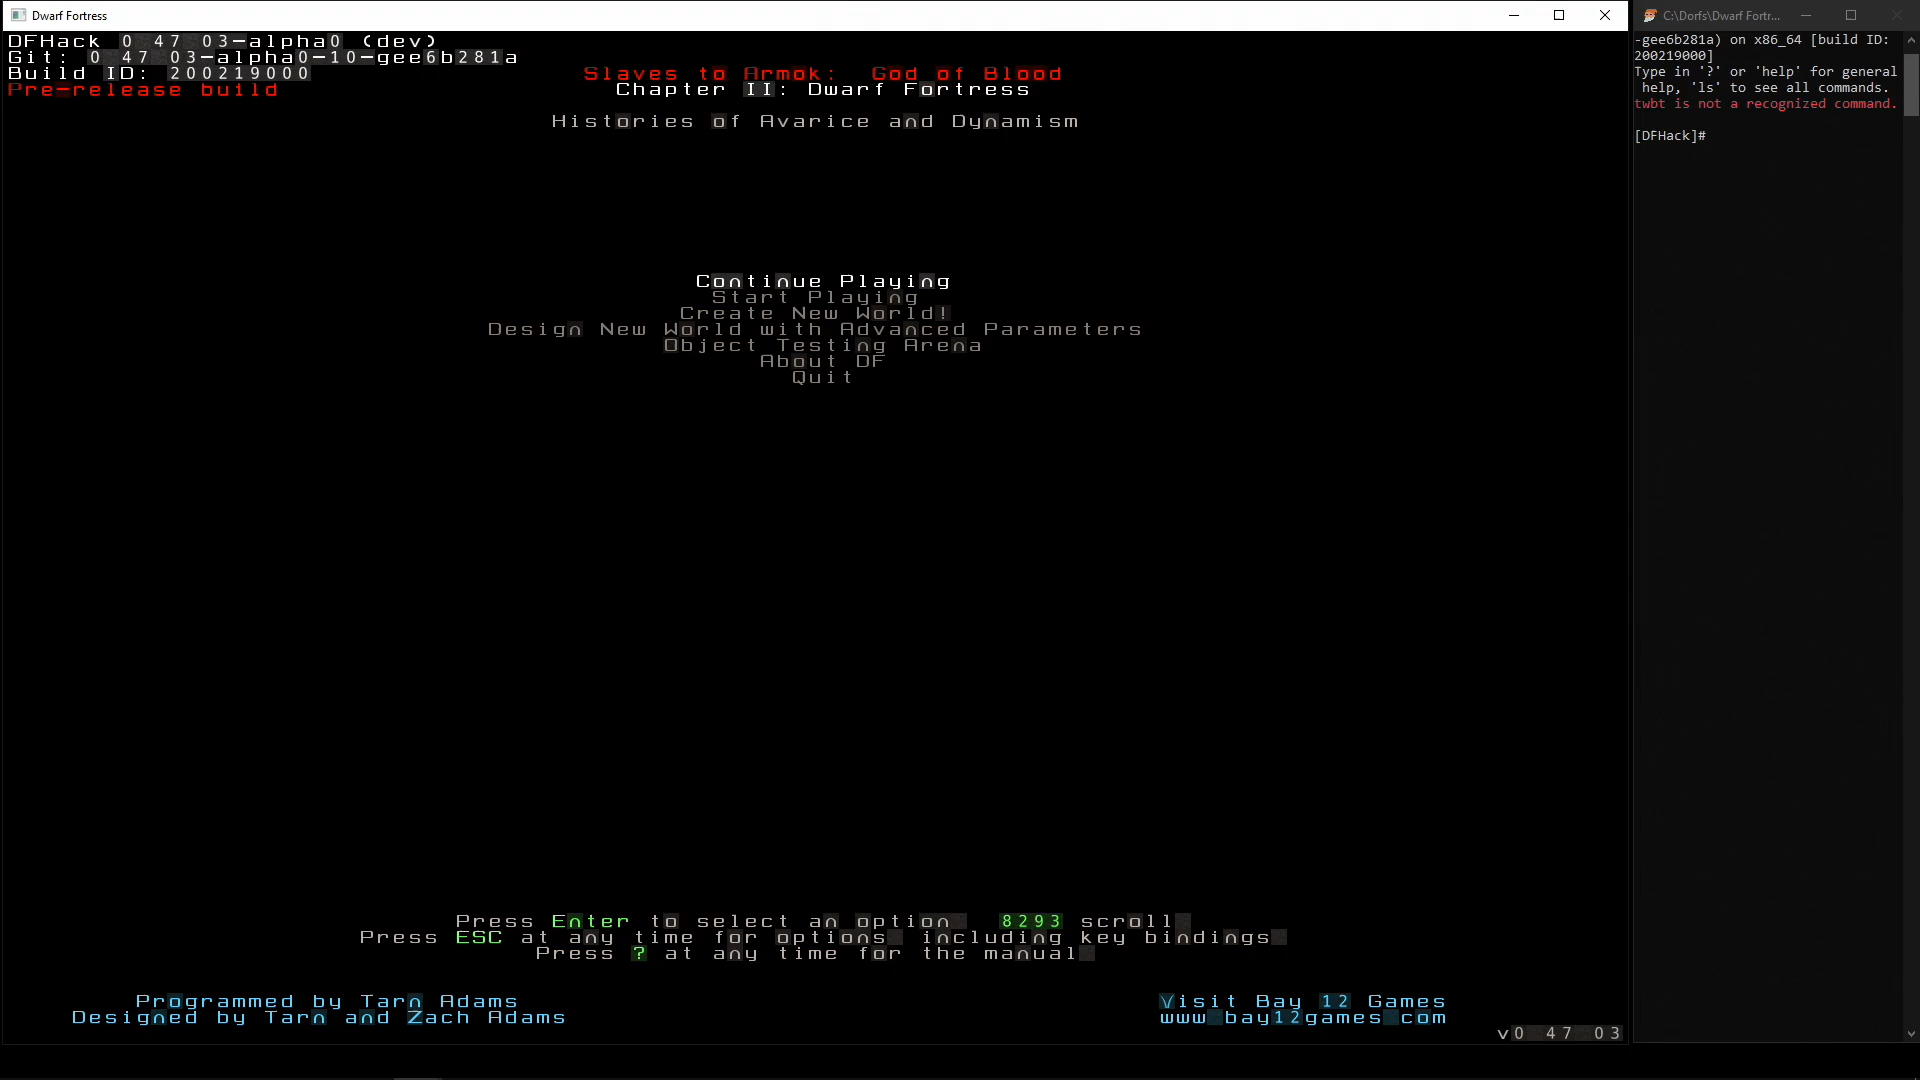 Dwarf Fortress
DFHack 0 47 03-alpha0 (dev)
Git: 0 47 03-alpha0-10-gee6b281a
Build ID: 200219000
Pre-release build
Slaves to Armok: God of Blood
Chapter II: Dwarf Fortress
Histories of Avarice and Dynamism
Continue Playing
Start Playing
Create New World!
Design New World with Advanced Parameters
Object Testing Arena
About DF
Quit
Press Enter to select an option 8293 scroll
Press ESC at any time for options including key bindings
Press ? at any time for the manual
Programmed by Tarn Adams
Designed by Tarn and Zach Adams
Visit Bay 12 Games
www bay12games com
v0 47 03
C:\Dorfs\Dwarf Fortr...
-gee6b281a) on x86_64 [build ID:
200219000]
Type in '?' or 'help' for general
help, 'ls' to see all commands.
twbt is not a recognized command.
[DFHack]#